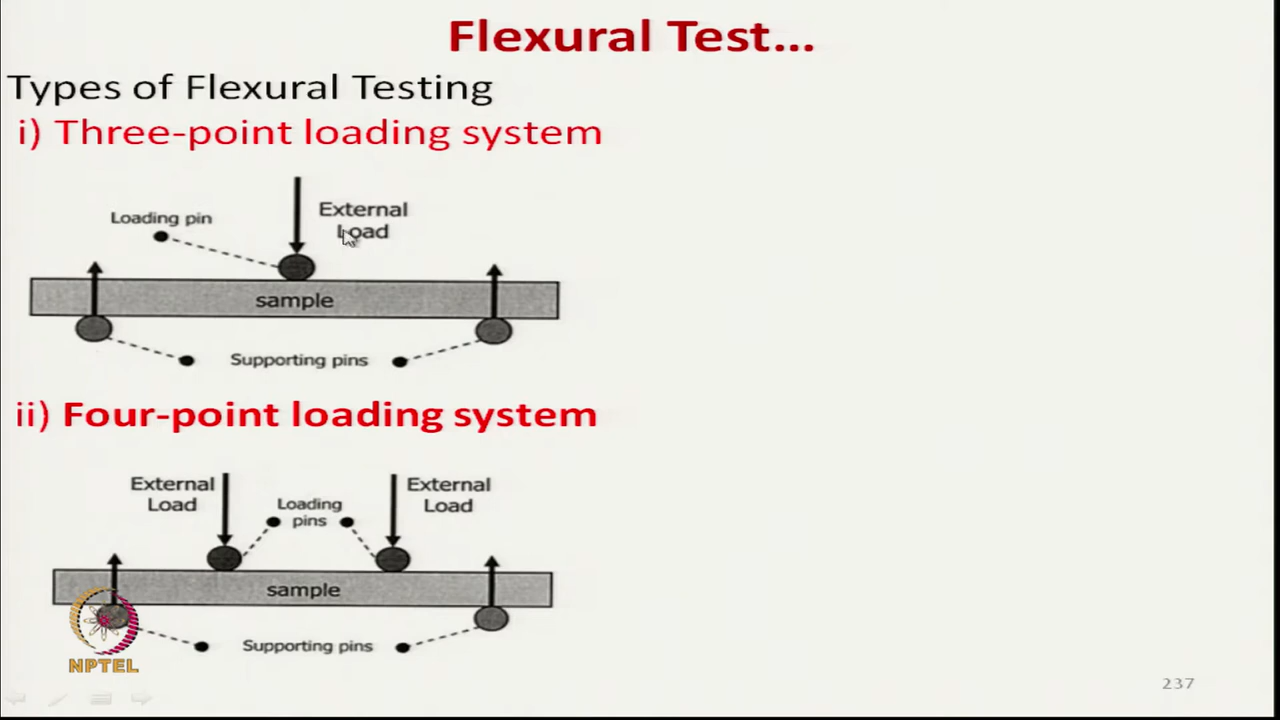 Flexural Test...
Types of Flexural Testing
i) Three-point loading system
Loading pin
External
Load
sample
Supporting pins
ii) Four-point loading system
External
Load
Loading
pins
External
Load
sample
Supporting pins
NPTEL
237